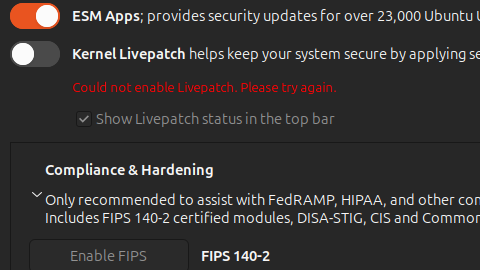 ESM Apps; provides security updates for over 23,000 Ubuntu
Kernel Livepatch helps keep your system secure by applying
Could not enable Livepatch. Please try again.
Show Livepatch status in the top bar
Compliance & Hardening
Only recommended to assist with FedRAMP, HIPAA, and other
Includes FIPS 140-2 certified modules, DISA-STIG, CIS and Common
Enable FIPS FIPS 140-2